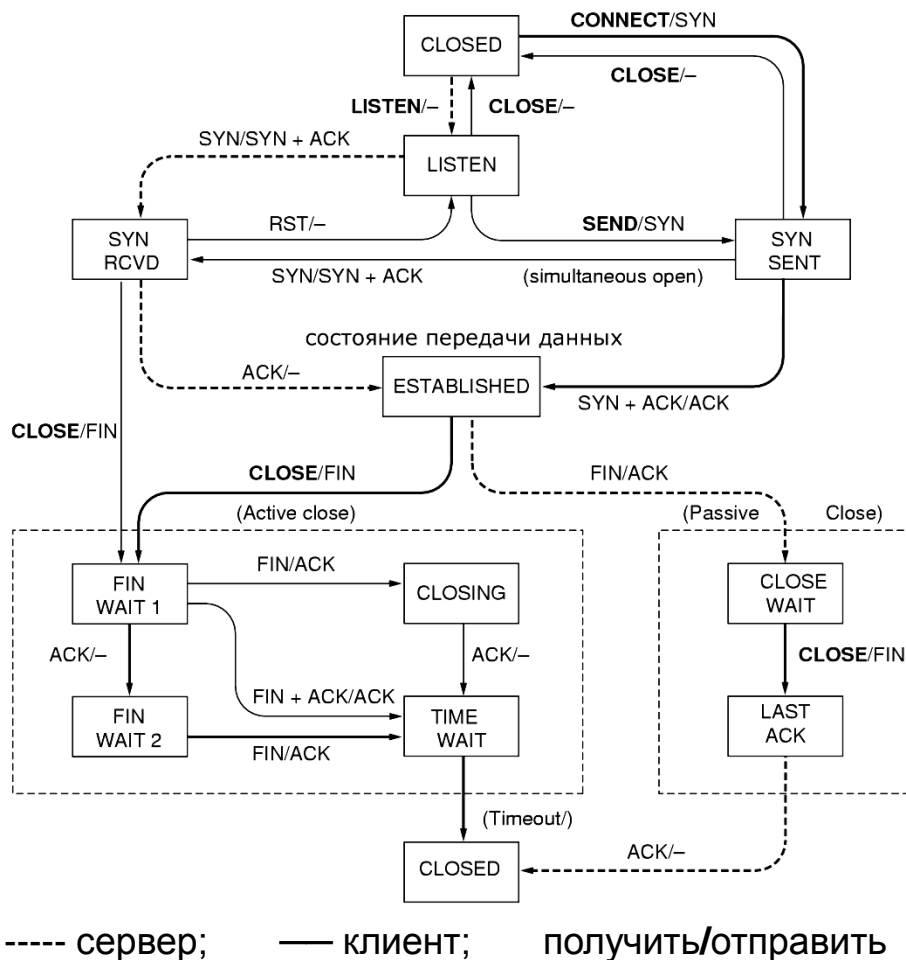 CONNECT/SYN
CLOSED
CLOSE/–
LISTEN/–
CLOSE/–
SYN/SYN + ACK
LISTEN
RST/–
SEND/SYN
SYN
RCVD
SYN
SENT
SYN/SYN + ACK
(simultaneous open)
состояние передачи данных
ACK/–
ESTABLISHED
SYN + ACK/ACK
CLOSE/FIN
CLOSE/FIN
FIN/ACK
(Active close)
(Passive Close)
FIN/ACK
FIN
WAIT 1
CLOSING
CLOSE
WAIT
ACK/–
ACK/–
CLOSE/FIN
FIN + ACK/ACK
FIN
WAIT 2
TIME
WAIT
LAST
ACK
FIN/ACK
(Timeout/)
CLOSED
ACK/–
сервер; клиент; получить/отправить